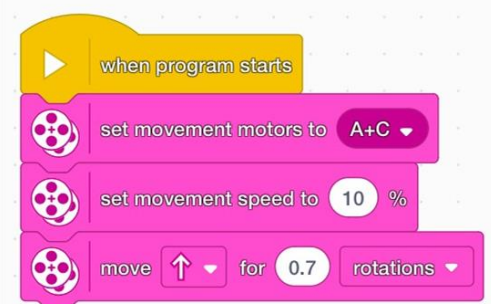 when program starts
set movement motors to A+C
set movement speed to 10 %
move for 0.7 rotations